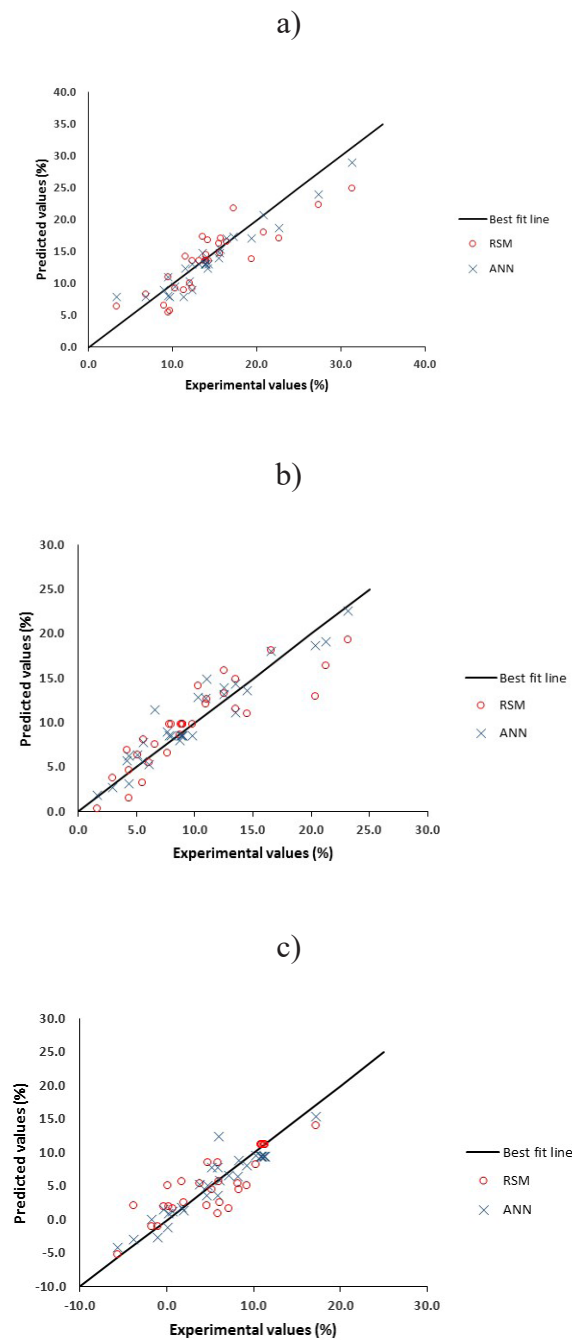 a)
40.0
35.0
30.0
25.0
20.0
15.0
10.0
5.0
0.0
Predicted values (%)
0.0 10.0 20.0 30.0 40.0
Experimental values (%)
Best fit line
RSM
ANN
b)
30.0
25.0
20.0
15.0
10.0
5.0
0.0
Predicted values (%)
0.0 5.0 10.0 15.0 20.0 25.0 30.0
Experimental values (%)
Best fit line
RSM
ANN
c)
30.0
25.0
20.0
15.0
10.0
5.0
0.0
-5.0
-10.0
Predicted values (%)
-10.0 0.0 10.0 20.0 30.0
Experimental values (%)
Best fit line
RSM
ANN